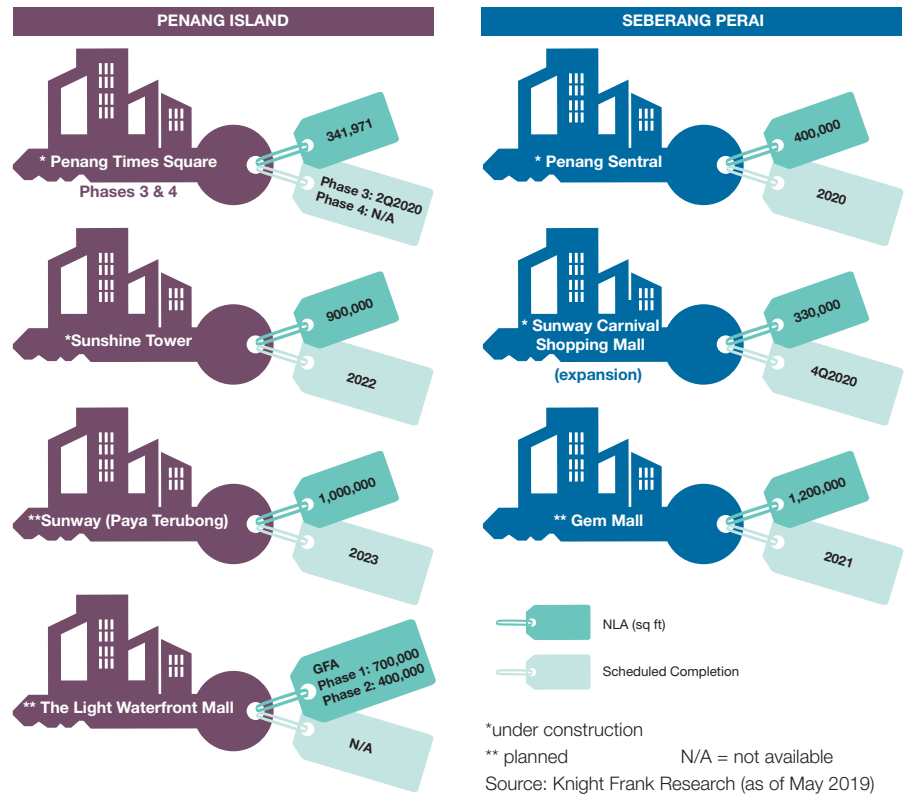 PENANG ISLAND
* Penang Times Square
Phases 3 & 4
341,971
Phase 3: 2Q2020
Phase 4: N/A
*Sunshine Tower
900,000
2022
**Sunway (Paya Terubong)
1,000,000
2023
** The Light Waterfront Mall
GFA
Phase 1: 700,000
Phase 2: 400,000
N/A
SEBERANG PERAI
* Penang Sentral
400,000
2020
* Sunway Carnival
Shopping Mall
(expansion)
330,000
4Q2020
** Gem Mall
1,200,000
2021
NLA (sq ft)
Scheduled Completion
*under construction
** planned N/A = not available
Source: Knight Frank Research (as of May 2019)